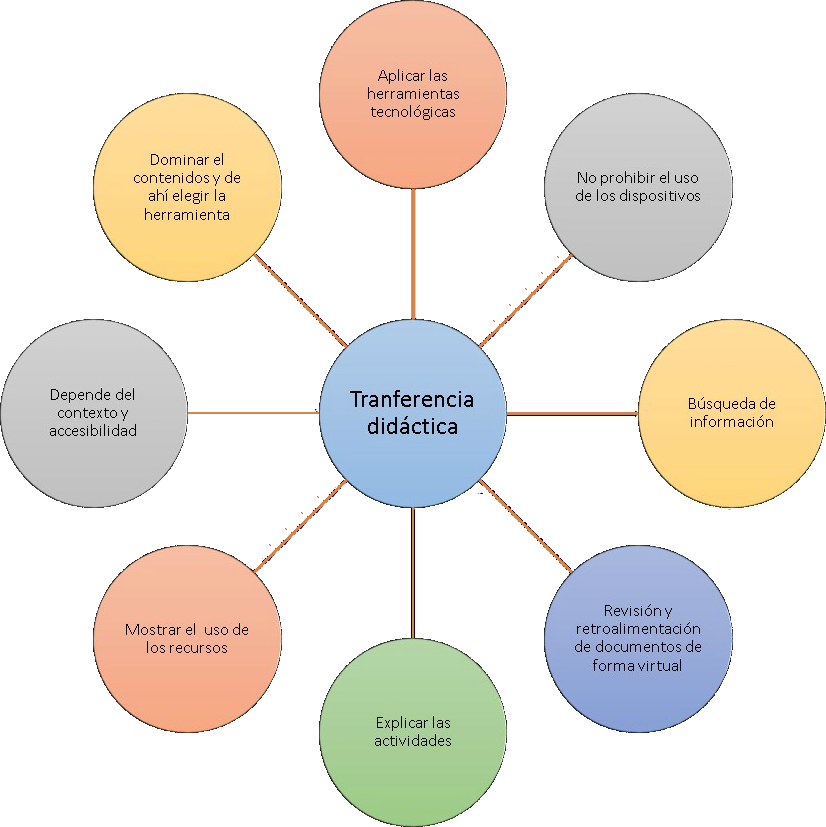 Aplicar las
herramientas
tecnológicas
No prohibir el uso
de los dispositivos
Búsqueda de
información
Revisión y
retroalimentación
de documentos de
forma virtual
Explicar las
actividades
Mostrar el uso de
los recursos
Depende del
contexto y
accesibilidad
Dominar el
contenidos y de
ahí elegir la
herramienta
Tranferencia
didáctica